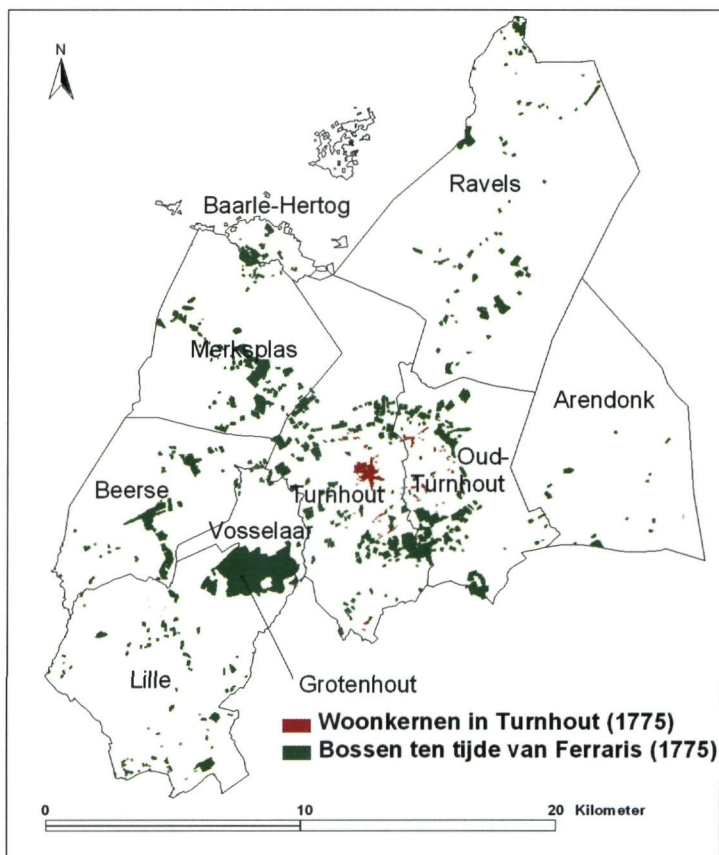 N
Ravels
Baarle-Hertog
Merksplas
Arendonk
Oud-
Turnhout
Beerse
Turnhout
Vosselaar
Lille
Grotenhout
Woonkernen in Turnhout (1775)
Bossen ten tijde van Ferraris (1775)
0 10 20 Kilometer